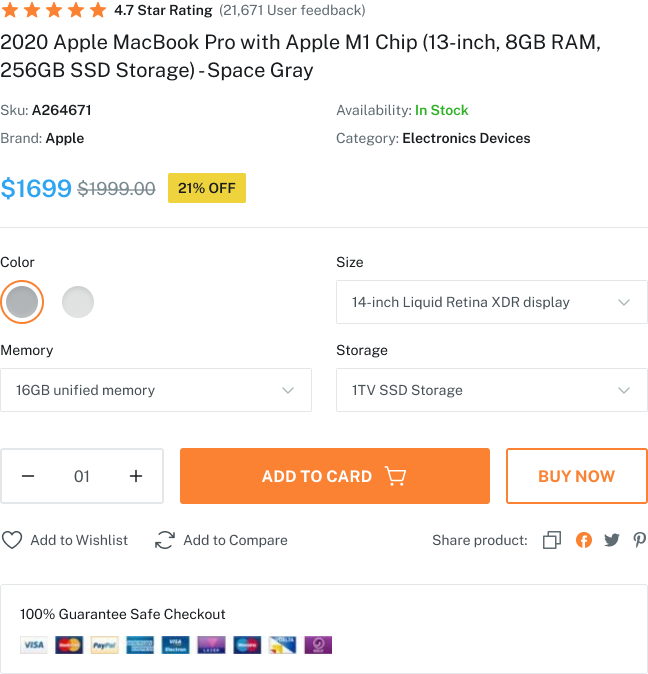 4.7 Star Rating (21,671 User feedback)
2020 Apple MacBook Pro with Apple M1 Chip (13-inch, 8GB RAM,
256GB SSD Storage) - Space Gray
Sku: A264671 Availability: In Stock
Brand: Apple Category: Electronics Devices
$1699 $1999.00 21% OFF
Color Size
14-inch Liquid Retina XDR display
Memory Storage
16GB unified memory 1TV SSD Storage
01 ADD TO CARD BUY NOW
Add to Wishlist Add to Compare Share product:
100% Guarantee Safe Checkout
VISA PayPal VISA Electron